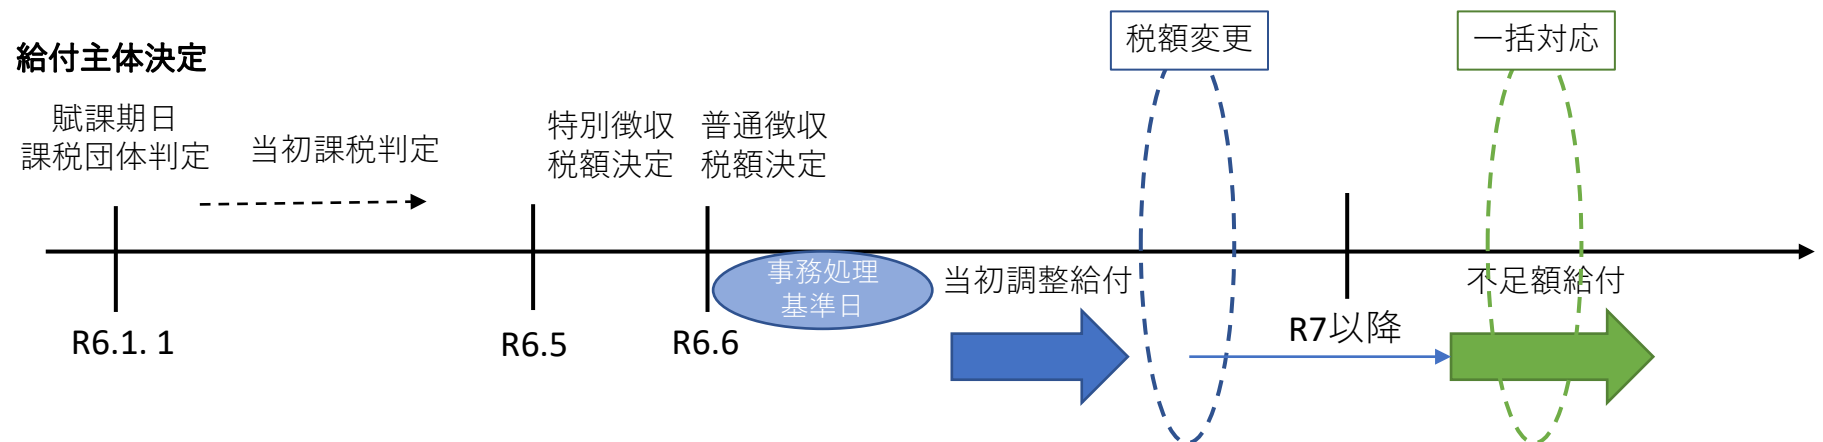 給付主体決定
賦課期日
課税団体判定
当初課税判定
特別徴収
税額決定
普通徴収
税額決定
税額変更
一括対応
事務処理
基準日
当初調整給付
不足額給付
R6.1. 1
R6.5
R6.6
R7以降